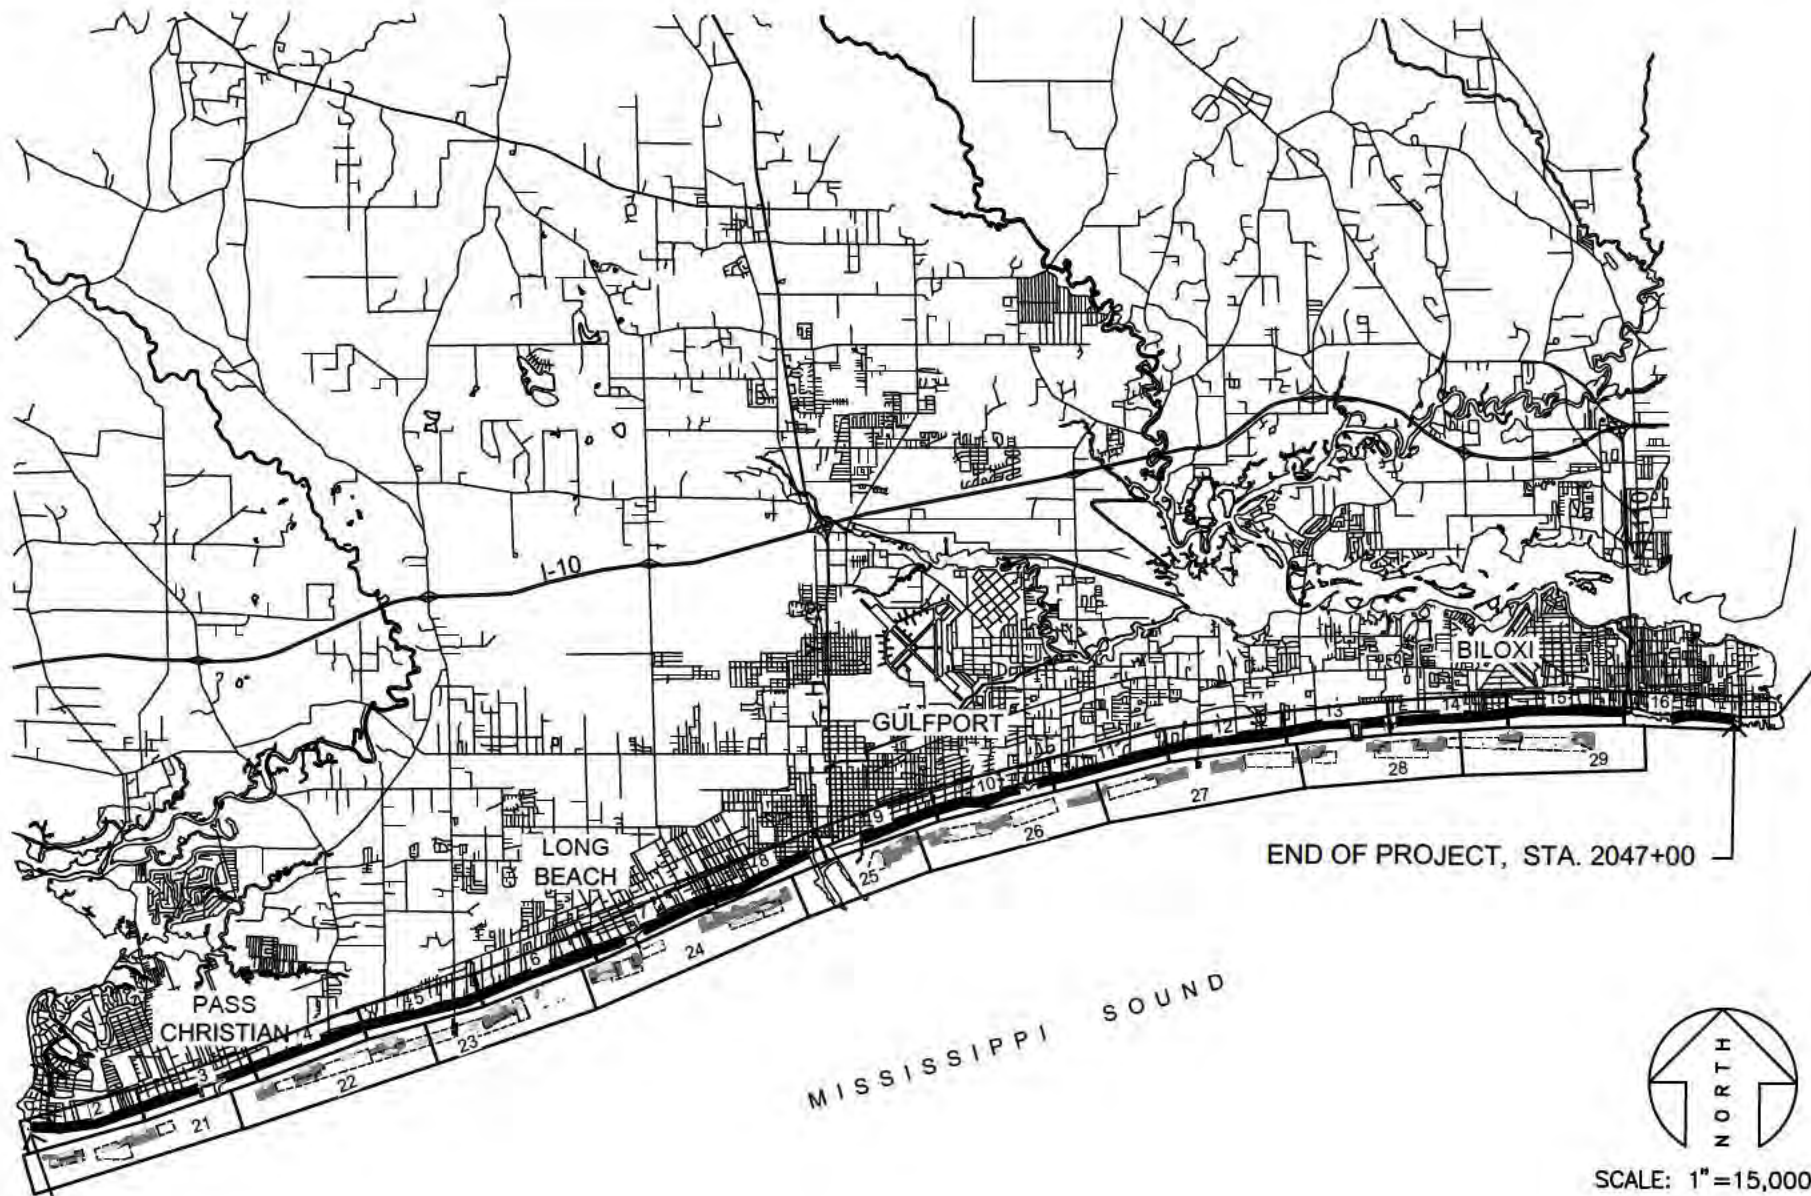 I-10
I-110
BILOXI
GULFPORT
16
15
14
13
12
11
10
9
29
28
27
26
25
END OF PROJECT, STA. 2047+00
LONG
BEACH
8
7
6
5
4
3
2
24
23
22
21
PASS
CHRISTIAN
MISSISSIPPI SOUND
NORTH
SCALE: 1"=15,000